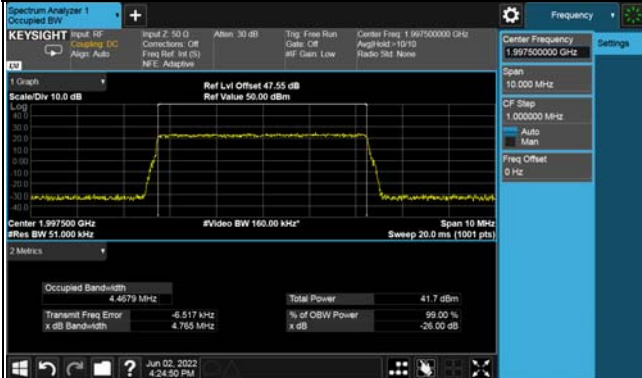 Spectrum Analyzer 1
Occupied BW
+
Frequency
KEYSIGHT
Input: RF
Coupling: DC
Align: Auto
Input Z: 50 Ω
Corrections: Off
Freq Ref: Int (S)
NFE: Adaptive
Atten: 30 dB
Trig: Free Run
Gate: Off
#IF Gain: Low
Center Freq: 1.997500000 GHz
Avg|Hold:>10/10
Radio Std: None
LXI
Center Frequency
1.997500000 GHz
Settings
Span
10.000 MHz
CF Step
1.000000 MHz
Auto
Man
Freq Offset
0 Hz
1 Graph
Scale/Div 10.0 dB
Ref Lvl Offset 47.55 dB
Ref Value 50.00 dBm
Log
40.0
30.0
20.0
10.0
0.00
-10.0
-20.0
-30.0
-40.0
Center 1.997500 GHz
#Res BW 51.000 kHz
#Video BW 160.00 kHz*
Span 10 MHz
Sweep 20.0 ms (1001 pts)
2 Metrics
Occupied Bandwidth
4.4679 MHz
Total Power 41.7 dBm
Transmit Freq Error -6.517 kHz
% of OBW Power 99.00 %
x dB Bandwidth 4.765 MHz
x dB -26.00 dB
?
Jun 02, 2022
4:24:50 PM